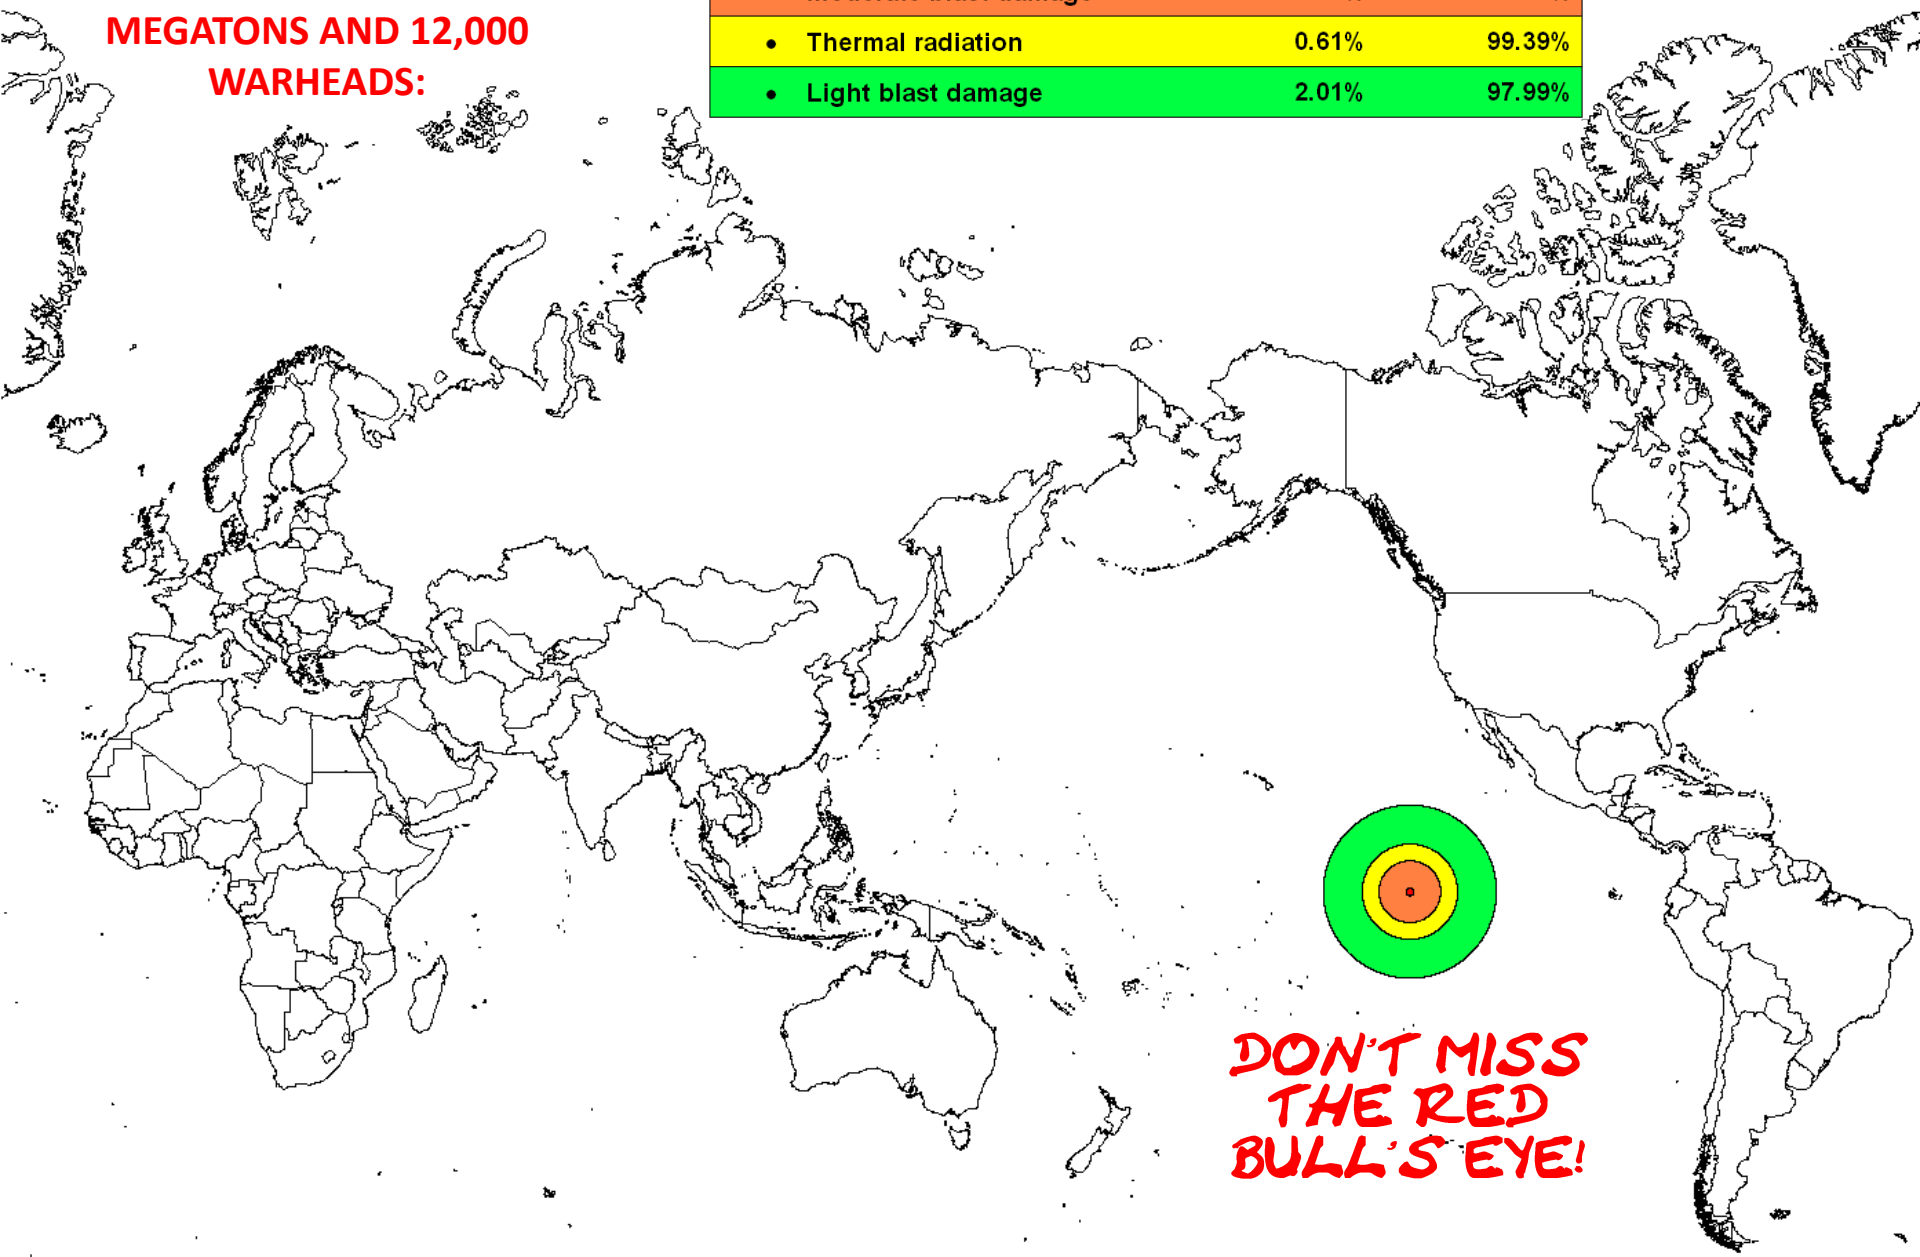 MEGATONS AND 12,000
WARHEADS:
• Thermal radiation 0.61% 99.39%
• Light blast damage 2.01% 97.99%
DON'T MISS
THE RED
BULL'S EYE!